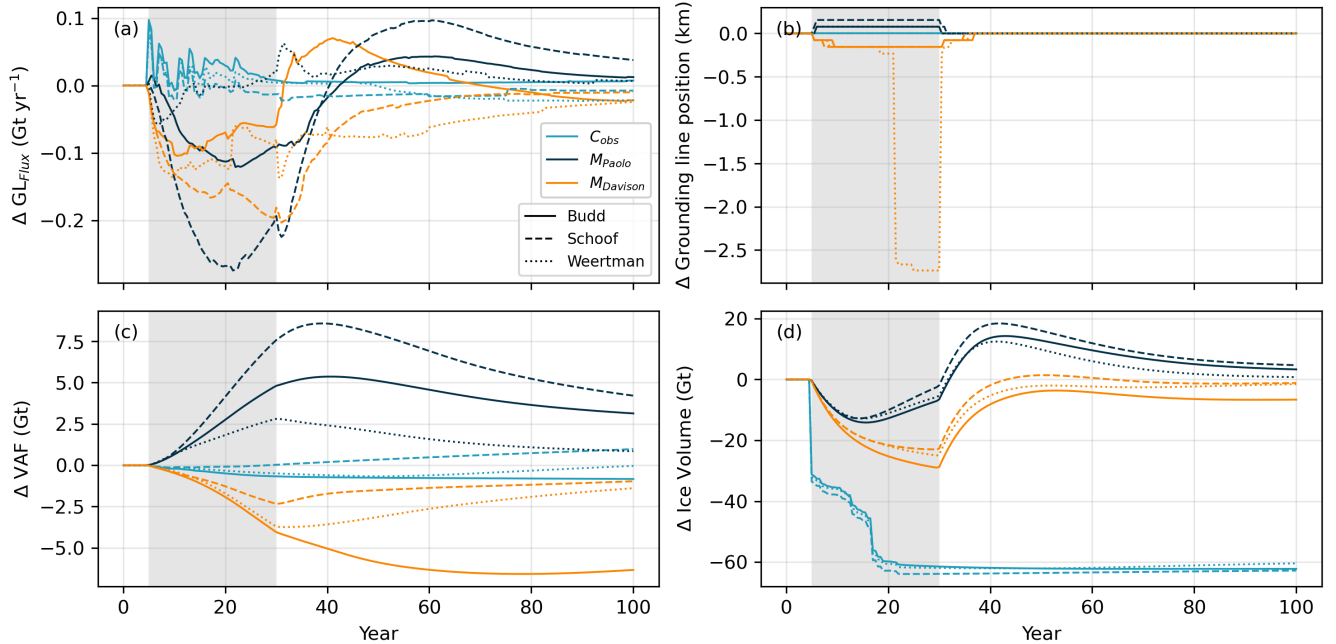 (a)
Δ GL_Flux (Gt yr⁻¹)
0.1
0.0
−0.1
−0.2
C_obs
M_Paolo
M_Davison
Budd
Schoof
Weertman
(b)
Δ Grounding line position (km)
0.0
−0.5
−1.0
−1.5
−2.0
−2.5
(c)
Δ VAF (Gt)
7.5
5.0
2.5
0.0
−2.5
−5.0
0 20 40 60 80 100
Year
(d)
Δ Ice Volume (Gt)
20
0
−20
−40
−60
0 20 40 60 80 100
Year